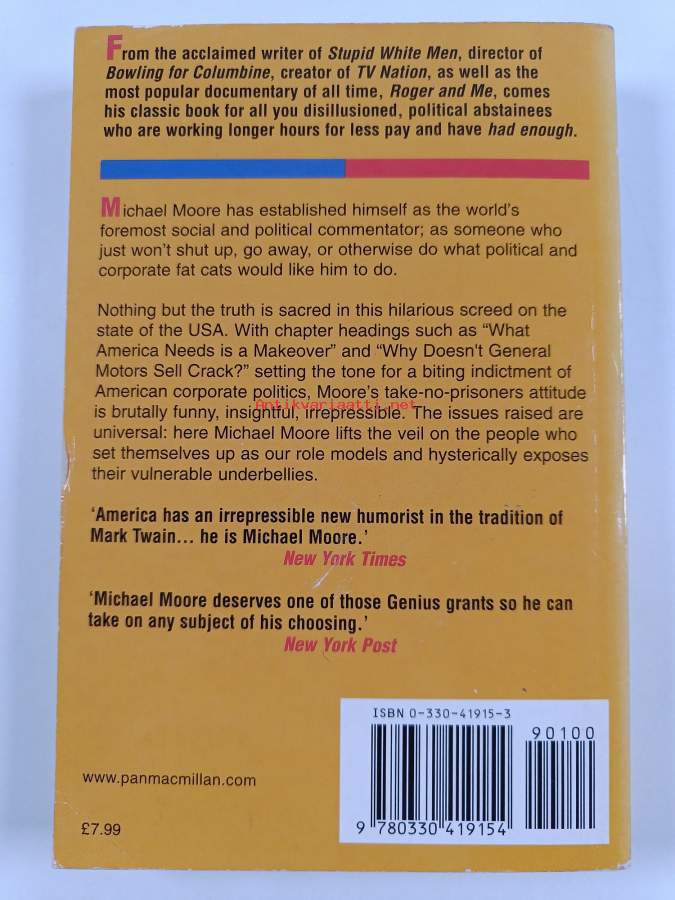 From the acclaimed writer of Stupid White Men, director of
Bowling for Columbine, creator of TV Nation, as well as the
most popular documentary of all time, Roger and Me, comes
his classic book for all you disillusioned, political abstainees
who are working longer hours for less pay and have had enough.
Michael Moore has established himself as the world's
foremost social and political commentator; as someone who
just won't shut up, go away, or otherwise do what political and
corporate fat cats would like him to do.
Nothing but the truth is sacred in this hilarious screed on the
state of the USA. With chapter headings such as “What
America Needs is a Makeover” and “Why Doesn't General
Motors Sell Crack?” setting the tone for a biting indictment of
American corporate politics, Moore's take-no-prisoners attitude
is brutally funny, insightful, irrepressible. The issues raised are
Antikvariaatti.net
universal: here Michael Moore lifts the veil on the people who
set themselves up as our role models and hysterically exposes
their vulnerable underbellies.
‘America has an irrepressible new humorist in the tradition of
Mark Twain... he is Michael Moore.’
New York Times
‘Michael Moore deserves one of those Genius grants so he can
take on any subject of his choosing.’
New York Post
ISBN 0-330-41915-3
90100
9 780330 419154
www.panmacmillan.com
£7.99